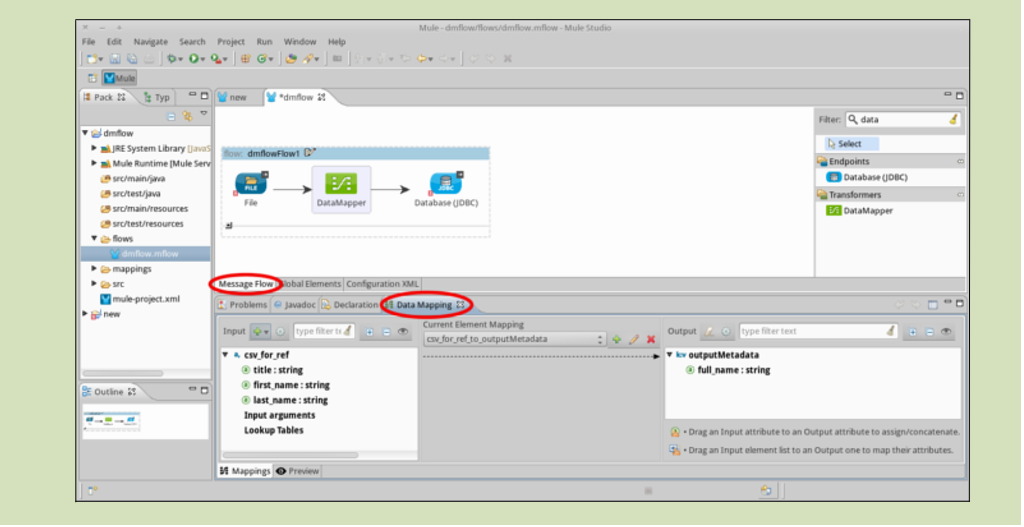 Mule - dmflow/flows/dmflow.mflow - Mule Studio
File Edit Navigate Search Project Run Window Help
Mule
Pack Typ
new *dmflow
Filter: data
Select
Endpoints
Database (JDBC)
Transformers
DataMapper
dmflow
JRE System Library [JavaS
Mule Runtime [Mule Serv
src/main/java
src/test/java
src/main/resources
src/test/resources
flows
dmflow.mflow
mappings
src
mule-project.xml
new
flow: dmflowFlow1
FILE
JDBC
File DataMapper Database (JDBC)
Message Flow Global Elements Configuration XML
Problems Javadoc Declaration Data Mapping
Input type filter te
Current Element Mapping
csv_for_ref_to_outputMetadata
Output type filter text
csv_for_ref
title : string
first_name : string
last_name : string
Input arguments
Lookup Tables
outputMetadata
full_name : string
• Drag an Input attribute to an Output attribute to assign/concatenate.
• Drag an Input element list to an Output one to map their attributes.
Mappings Preview
Outline